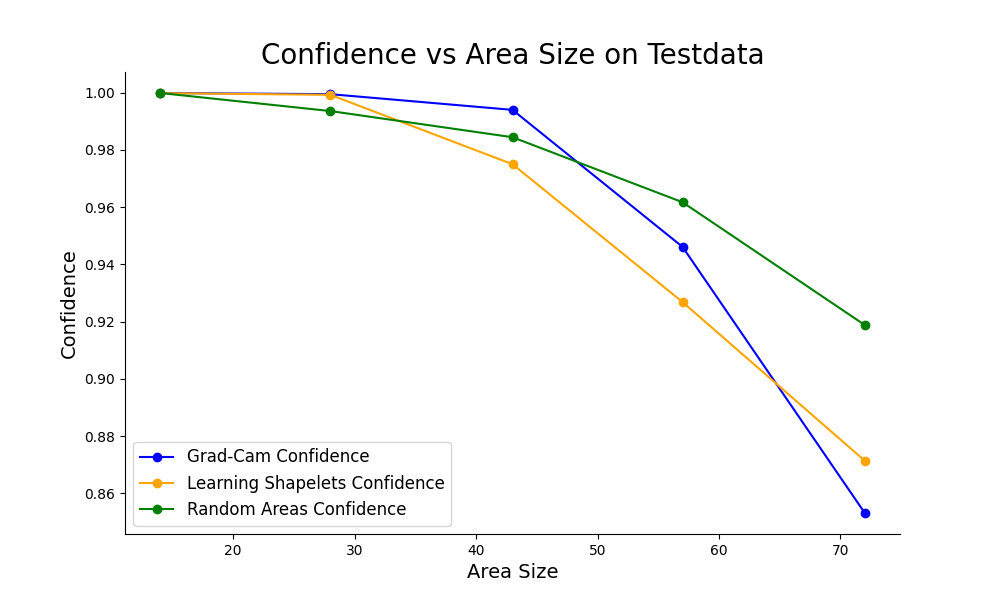 Confidence vs Area Size on Testdata
Confidence
1.00
0.98
0.96
0.94
0.92
0.90
0.88
0.86
Grad-Cam Confidence
Learning Shapelets Confidence
Random Areas Confidence
20 30 40 50 60 70
Area Size